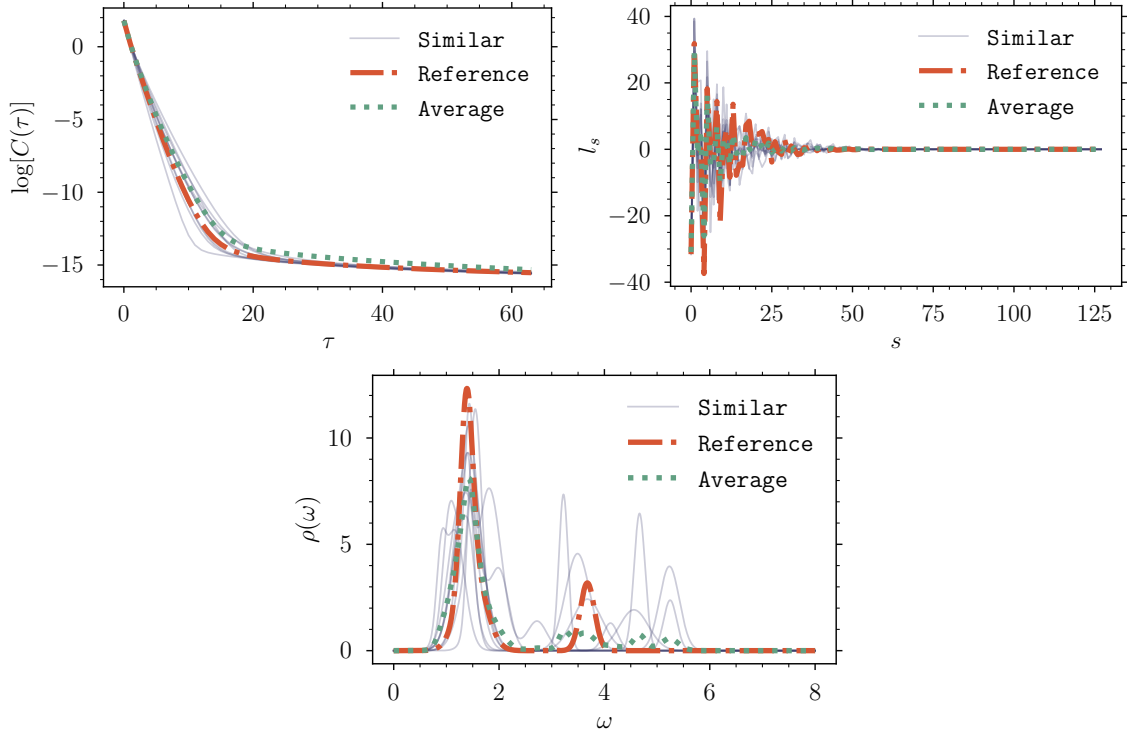 0
−5
−10
−15
0
20
40
60
log[C(τ)]
τ
Similar
Reference
Average
40
20
0
−20
−40
0
25
50
75
100
125
l_s
s
Similar
Reference
Average
10
5
0
0
2
4
6
8
ρ(ω)
ω
Similar
Reference
Average